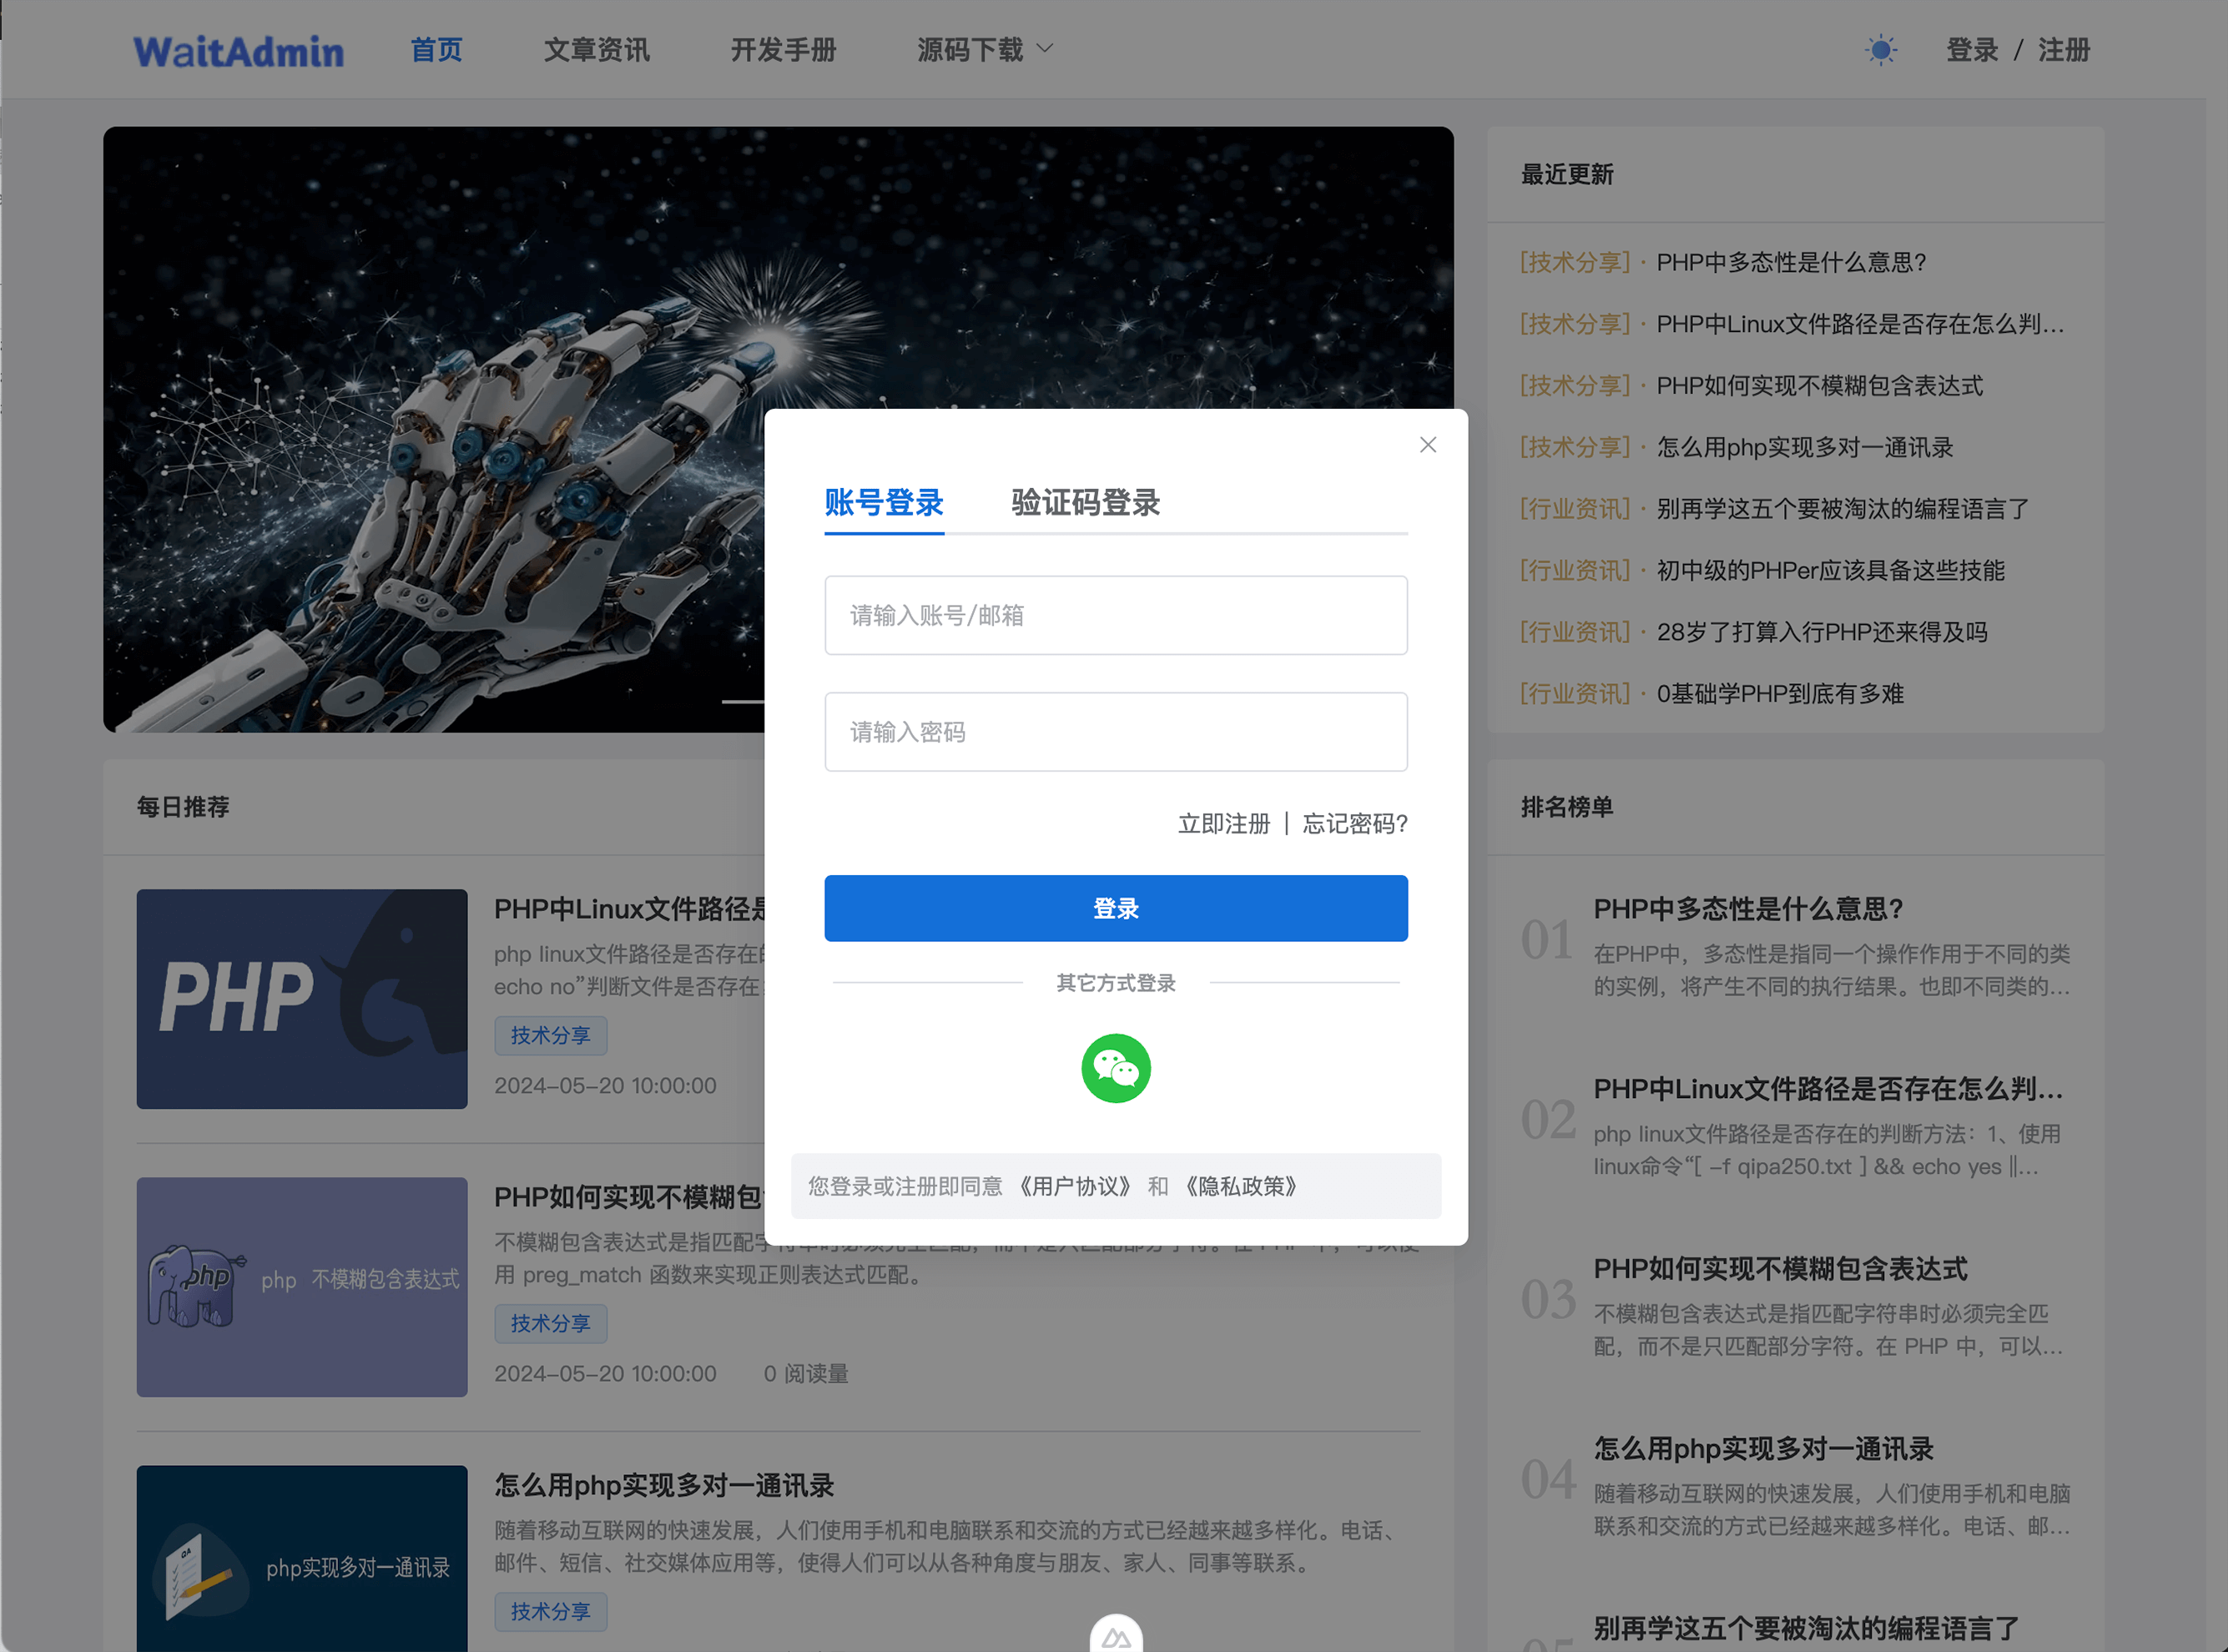 WaitAdmin
首页
文章资讯
开发手册
源码下载
登录 / 注册
最近更新
[技术分享] · PHP中多态性是什么意思?
[技术分享] · PHP中Linux文件路径是否存在怎么判...
[技术分享] · PHP如何实现不模糊包含表达式
[技术分享] · 怎么用php实现多对一通讯录
[行业资讯] · 别再学这五个要被淘汰的编程语言了
[行业资讯] · 初中级的PHPer应该具备这些技能
[行业资讯] · 28岁了打算入行PHP还来得及吗
[行业资讯] · 0基础学PHP到底有多难
账号登录
验证码登录
请输入账号/邮箱
请输入密码
立即注册 | 忘记密码?
登录
其它方式登录
您登录或注册即同意 《用户协议》 和 《隐私政策》
每日推荐
PHP
PHP中Linux文件路径是
php linux文件路径是否存在
echo no”判断文件是否存在
技术分享
2024-05-20 10:00:00
php
php 不模糊包含表达式
PHP如何实现不模糊包
不模糊包含表达式是指匹配字符串时必须完全匹配，而不是只匹配部分字符。在 PHP 中，可以使
用 preg_match 函数来实现正则表达式匹配。
技术分享
2024-05-20 10:00:00
0 阅读量
QA
php实现多对一通讯录
怎么用php实现多对一通讯录
随着移动互联网的快速发展，人们使用手机和电脑联系和交流的方式已经越来越多样化。电话、
邮件、短信、社交媒体应用等，使得人们可以从各种角度与朋友、家人、同事等联系。
技术分享
排名榜单
01
PHP中多态性是什么意思?
在PHP中，多态性是指同一个操作作用于不同的类
的实例，将产生不同的执行结果。也即不同类的...
02
PHP中Linux文件路径是否存在怎么判...
php linux文件路径是否存在的判断方法：1、使用
linux命令“[ -f qipa250.txt ] && echo yes ||...
03
PHP如何实现不模糊包含表达式
不模糊包含表达式是指匹配字符串时必须完全匹
配，而不是只匹配部分字符。在 PHP 中，可以...
04
怎么用php实现多对一通讯录
随着移动互联网的快速发展，人们使用手机和电脑
联系和交流的方式已经越来越多样化。电话、邮...
05
别再学这五个要被淘汰的编程语言了